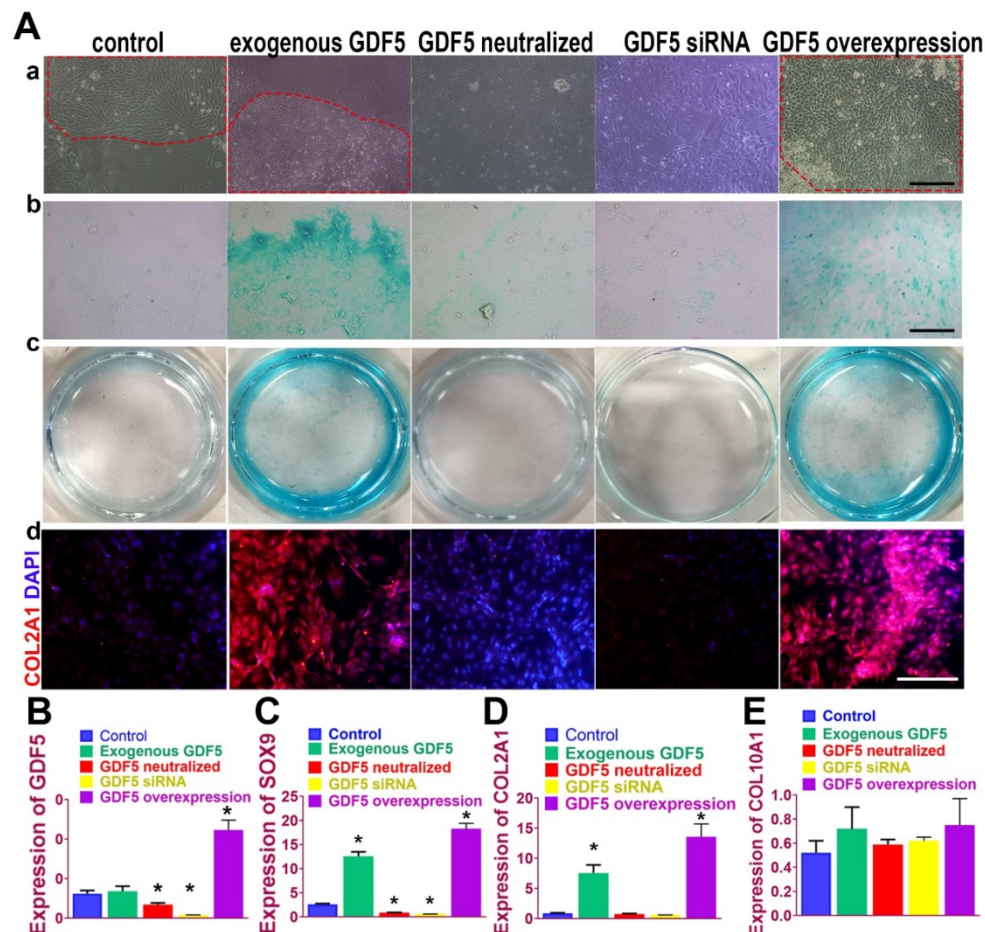 A
control exogenous GDF5 GDF5 neutralized GDF5 siRNA GDF5 overexpression
a
b
c
d
COL2A1 DAPI
B
Expression of GDF5
Control
Exogenous GDF5
GDF5 neutralized
GDF5 siRNA
GDF5 overexpression
0
0
0
0
* * *
C
Expression of SOX9
Control
Exogenous GDF5
GDF5 neutralized
GDF5 siRNA
GDF5 overexpression
25
20
15
10
5
0
* * * *
D
Expression of COL2A1
Control
Exogenous GDF5
GDF5 neutralized
GDF5 siRNA
GDF5 overexpression
20
15
10
5
0
* *
E
Expression of COL10A1
Control
Exogenous GDF5
GDF5 neutralized
GDF5 siRNA
GDF5 overexpression
1.0
0.8
0.6
0.4
0.2
0.0